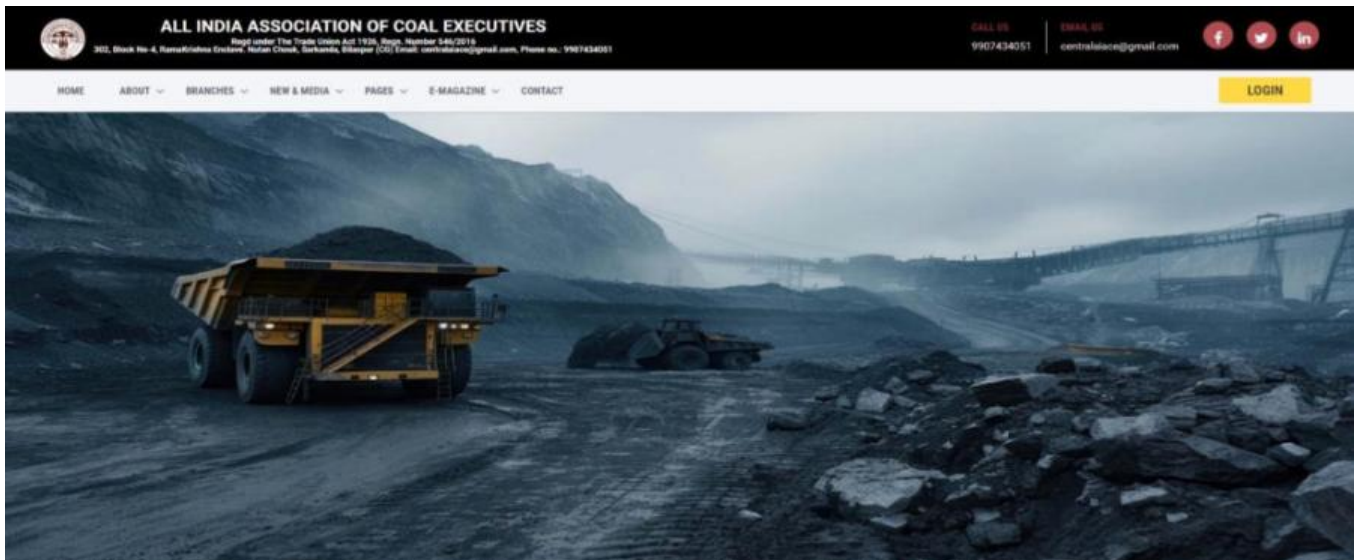 ALL INDIA ASSOCIATION OF COAL EXECUTIVES
Regd under The Trade Union Act 1926, Regn. Number 546/2016
302, Block No-4, RamaKrishna Enclave, Nutan Chouk, Sarkanda, Bilaspur (CG) Email: centralaiace@gmail.com, Phone no.: 9907434051
CALL US
9907434051
EMAIL US
centralaiace@gmail.com
HOME ABOUT BRANCHES NEW & MEDIA PAGES E-MAGAZINE CONTACT
LOGIN